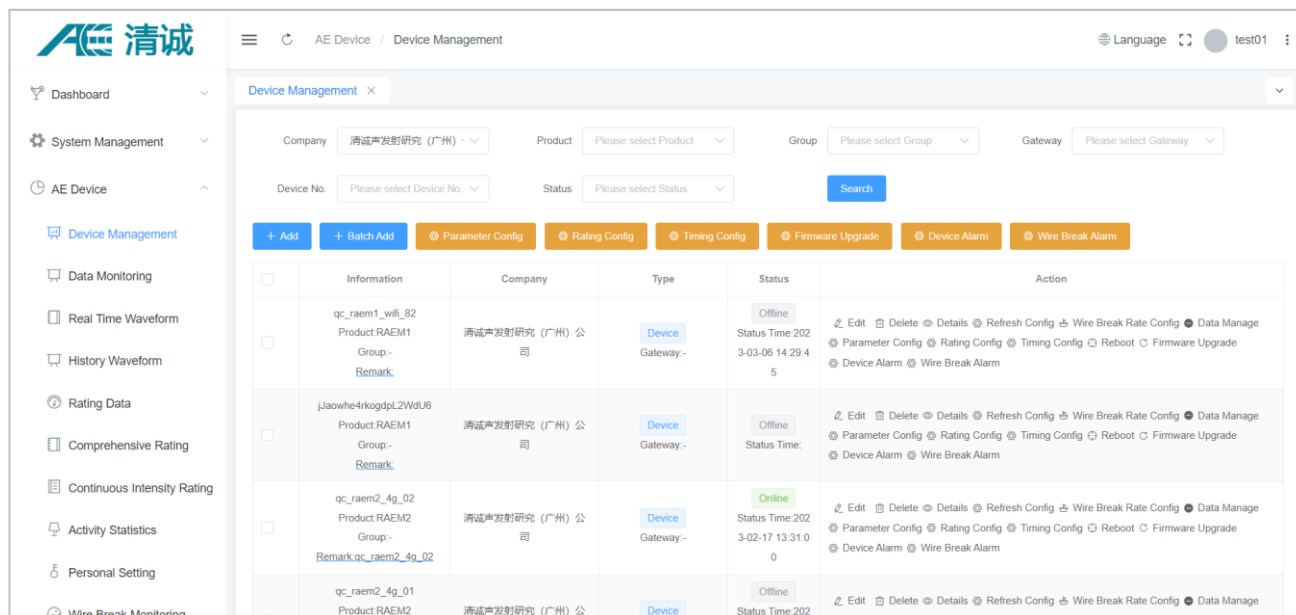 AE 清诚
AE Device / Device Management
Language
test01
Dashboard
System Management
AE Device
Device Management
Data Monitoring
Real Time Waveform
History Waveform
Rating Data
Comprehensive Rating
Continuous Intensity Rating
Activity Statistics
Personal Setting
Wire Break Monitoring
Device Management ×
Company 清诚声发射研究（广州）· Product Please select Product Group Please select Group Gateway Please select Gateway
Device No. Please select Device No. Status Please select Status Search
+ Add + Batch Add Parameter Config Rating Config Timing Config Firmware Upgrade Device Alarm Wire Break Alarm
Information Company Type Status Action
qc_raem1_wifi_82
Product:RAEM1
Group:-
Remark:
清诚声发射研究（广州）公
司
Device
Gateway:-
Offline
Status Time:202
3-03-06 14:29:4
5
Edit Delete Details Refresh Config Wire Break Rate Config Data Manage
Parameter Config Rating Config Timing Config Reboot Firmware Upgrade
Device Alarm Wire Break Alarm
jJaowhe4rkogdpL2WdU6
Product:RAEM1
Group:-
Remark:
清诚声发射研究（广州）公
司
Device
Gateway:-
Offline
Status Time:
Edit Delete Details Refresh Config Wire Break Rate Config Data Manage
Parameter Config Rating Config Timing Config Reboot Firmware Upgrade
Device Alarm Wire Break Alarm
qc_raem2_4g_02
Product:RAEM2
Group:-
Remark:qc_raem2_4g_02
清诚声发射研究（广州）公
司
Device
Gateway:-
Online
Status Time:202
3-02-17 13:31:0
0
Edit Delete Details Refresh Config Wire Break Rate Config Data Manage
Parameter Config Rating Config Timing Config Reboot Firmware Upgrade
Device Alarm Wire Break Alarm
qc_raem2_4g_01
Product:RAEM2
清诚声发射研究（广州）公
Device
Offline
Status Time:202
Edit Delete Details Refresh Config Wire Break Rate Config Data Manage